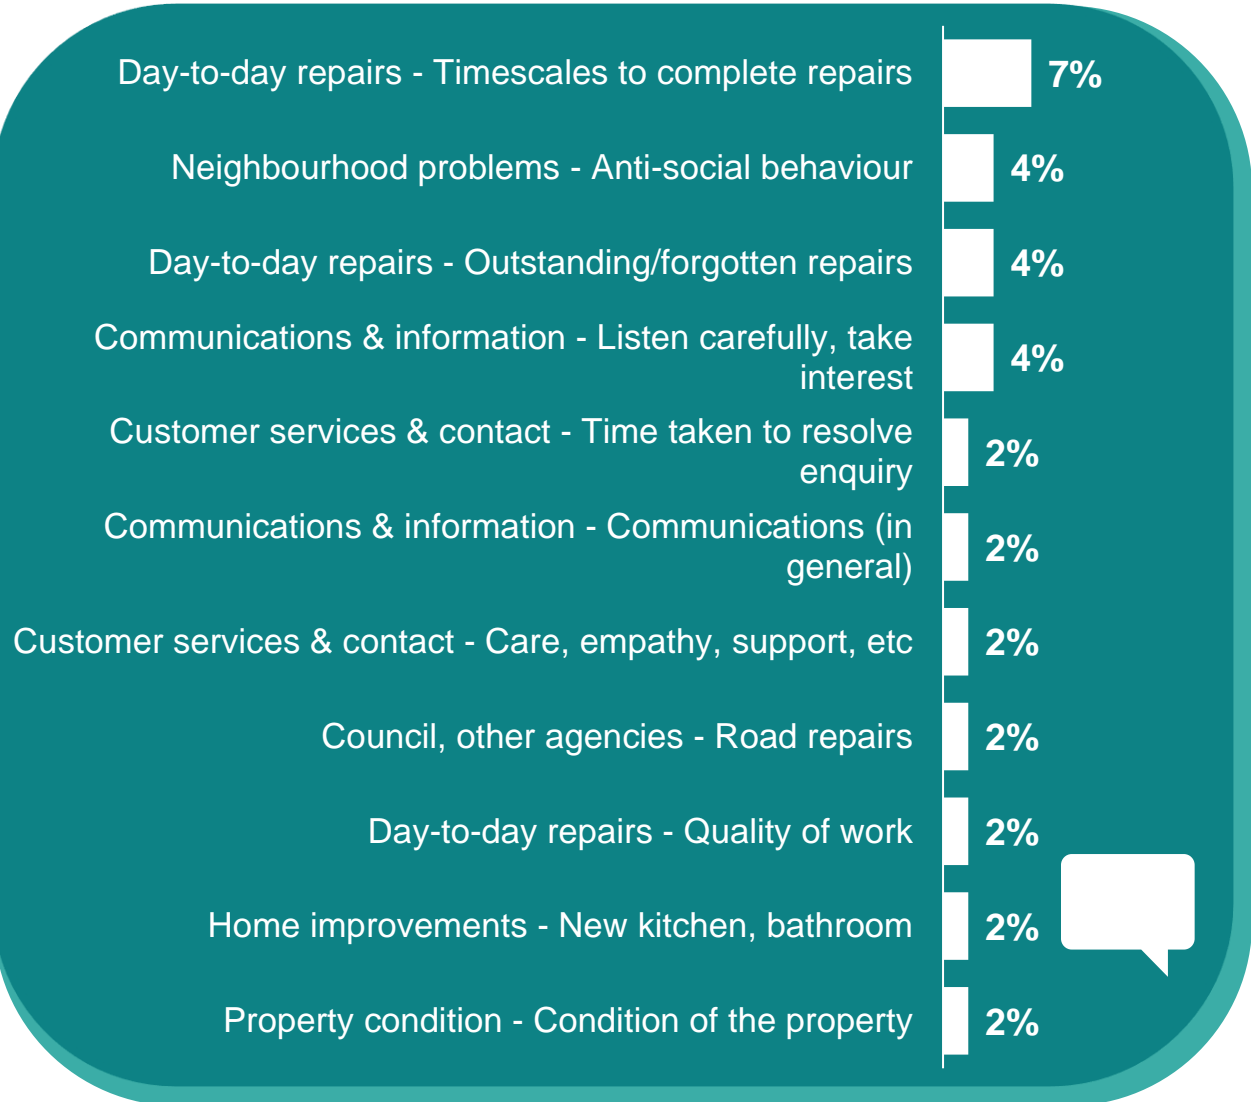 Day-to-day repairs - Timescales to complete repairs 7%
Neighbourhood problems - Anti-social behaviour 4%
Day-to-day repairs - Outstanding/forgotten repairs 4%
Communications & information - Listen carefully, take
interest 4%
Customer services & contact - Time taken to resolve
enquiry 2%
Communications & information - Communications (in
general) 2%
Customer services & contact - Care, empathy, support, etc 2%
Council, other agencies - Road repairs 2%
Day-to-day repairs - Quality of work 2%
Home improvements - New kitchen, bathroom 2%
Property condition - Condition of the property 2%